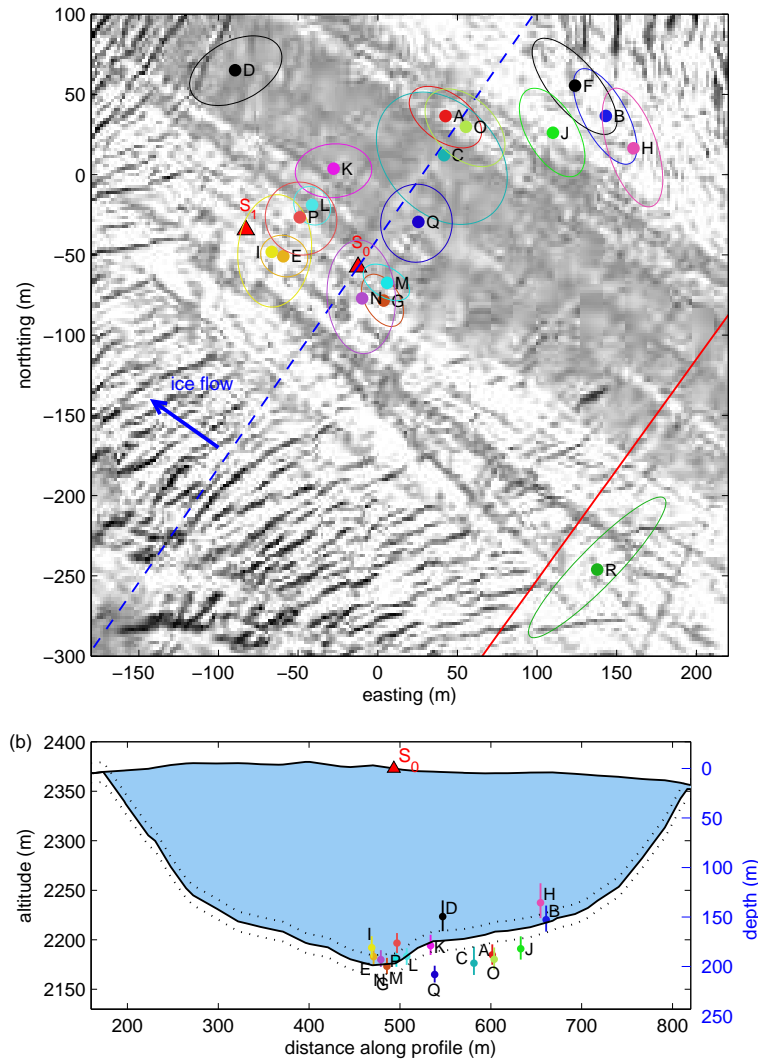 100
50
0
−50
−100
−150
−200
−250
−300
northting (m)
D
F
B
A
O
C
J
H
K
L
S1
P
Q
S0
I
E
M
N
G
ice flow
R
−150 −100 −50 0 50 100 150 200
easting (m)
(b)
2400
2350
2300
2250
2200
2150
altitude (m)
S0
0
50
100
150
200
250
depth (m)
H
D
B
I
K
A
J
E
P
L
C
O
N
M
G
Q
200 300 400 500 600 700 800
distance along profile (m)